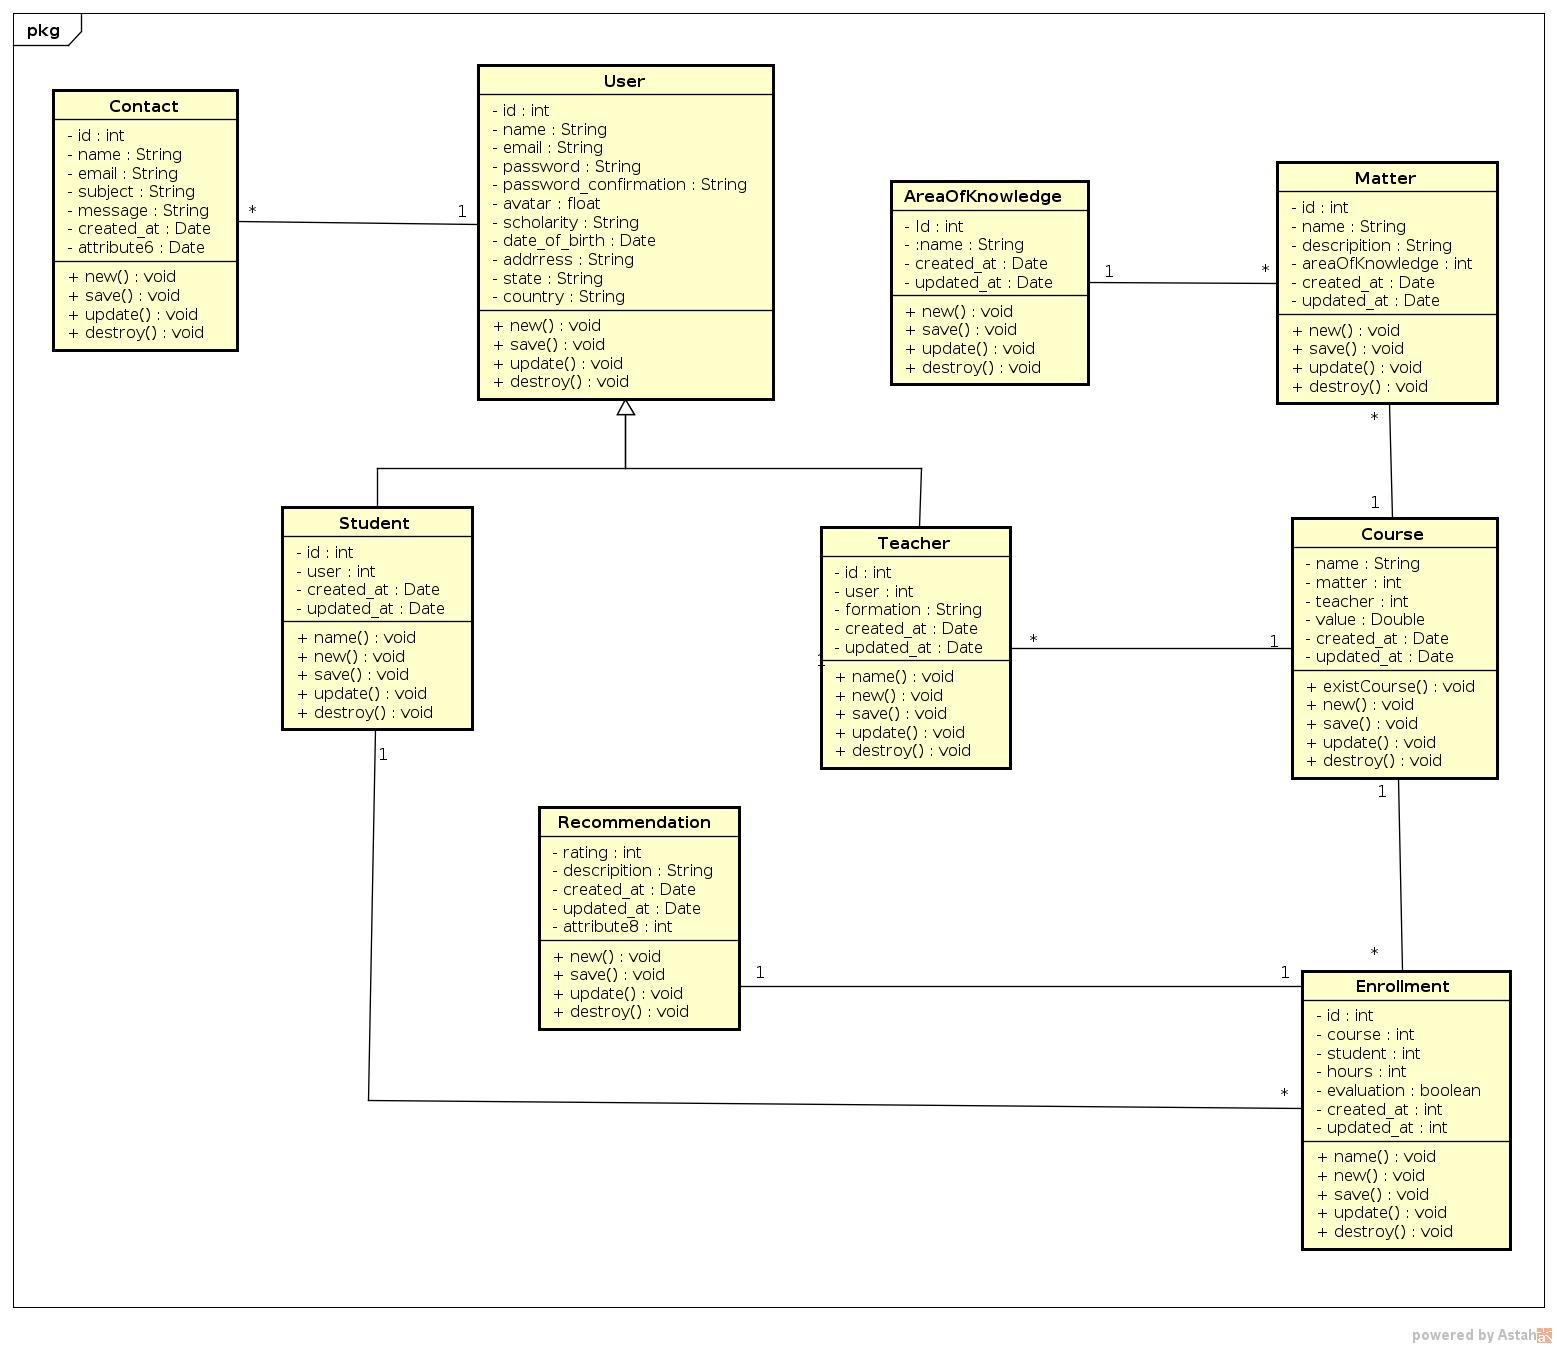 pkg
Contact
- id : int
- name : String
- email : String
- subject : String
- message : String
- created_at : Date
- attribute6 : Date
+ new() : void
+ save() : void
+ update() : void
+ destroy() : void
*
1
User
- id : int
- name : String
- email : String
- password : String
- password_confirmation : String
- avatar : float
- scholarity : String
- date_of_birth : Date
- addrress : String
- state : String
- country : String
+ new() : void
+ save() : void
+ update() : void
+ destroy() : void
AreaOfKnowledge
- Id : int
- :name : String
- created_at : Date
- updated_at : Date
+ new() : void
+ save() : void
+ update() : void
+ destroy() : void
1
*
Matter
- id : int
- name : String
- descripition : String
- areaOfKnowledge : int
- created_at : Date
- updated_at : Date
+ new() : void
+ save() : void
+ update() : void
+ destroy() : void
*
1
Student
- id : int
- user : int
- created_at : Date
- updated_at : Date
+ name() : void
+ new() : void
+ save() : void
+ update() : void
+ destroy() : void
1
Teacher
- id : int
- user : int
- formation : String
- created_at : Date
- updated_at : Date
1
+ name() : void
+ new() : void
+ save() : void
+ update() : void
+ destroy() : void
*
1
Course
- name : String
- matter : int
- teacher : int
- value : Double
- created_at : Date
- updated_at : Date
+ existCourse() : void
+ new() : void
+ save() : void
+ update() : void
+ destroy() : void
1
*
Recommendation
- rating : int
- descripition : String
- created_at : Date
- updated_at : Date
- attribute8 : int
+ new() : void
+ save() : void
+ update() : void
+ destroy() : void
1
1
*
Enrollment
- id : int
- course : int
- student : int
- hours : int
- evaluation : boolean
- created_at : int
- updated_at : int
+ name() : void
+ new() : void
+ save() : void
+ update() : void
+ destroy() : void
powered by Astah